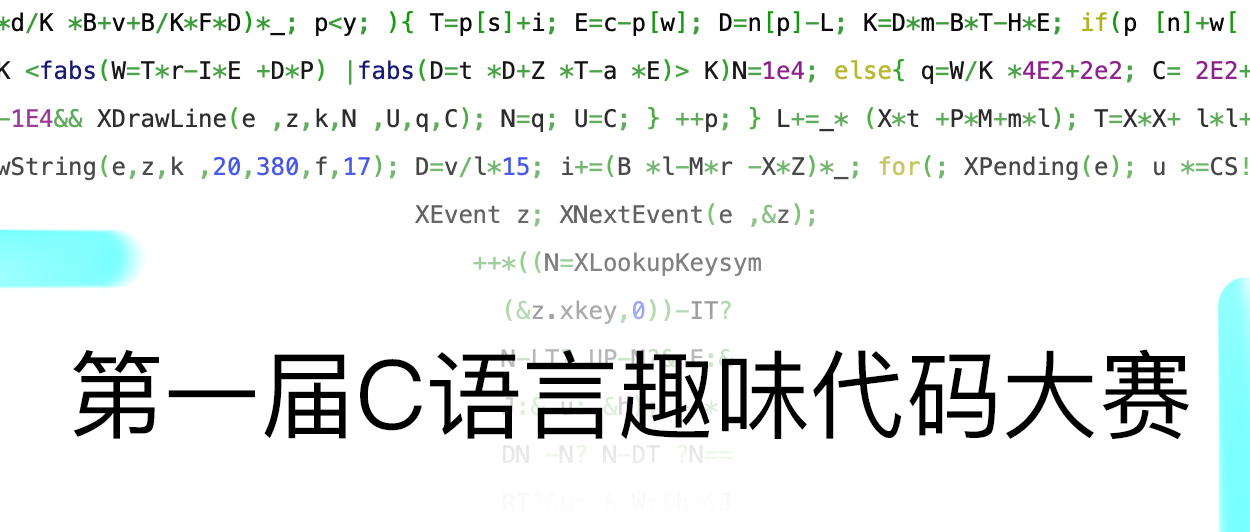 *d/K *B+v+B/K*F*D)*_; p<y; ){ T=p[s]+i; E=c-p[w]; D=n[p]-L; K=D*m-B*T-H*E; if(p [n]+w[
K <fabs(W=T*r-I*E +D*P) |fabs(D=t *D+Z *T-a *E)> K)N=1e4; else{ q=W/K *4E2+2e2; C= 2E2+
-1E4&& XDrawLine(e ,z,k,N ,U,q,C); N=q; U=C; } ++p; } L+=_* (X*t +P*M+m*l); T=X*X+ l*l+
wString(e,z,k ,20,380,f,17); D=v/l*15; i+=(B *l-M*r -X*Z)*_; for(; XPending(e); u *=CS!
XEvent z; XNextEvent(e ,&z);
++*((N=XLookupKeysym
(&z.xkey,0))-IT?
N-LT? UP-N?& E:&
第一届C语言趣味代码大赛
DN -N? N-DT ?N==
RT?&u: & W:&h:&J